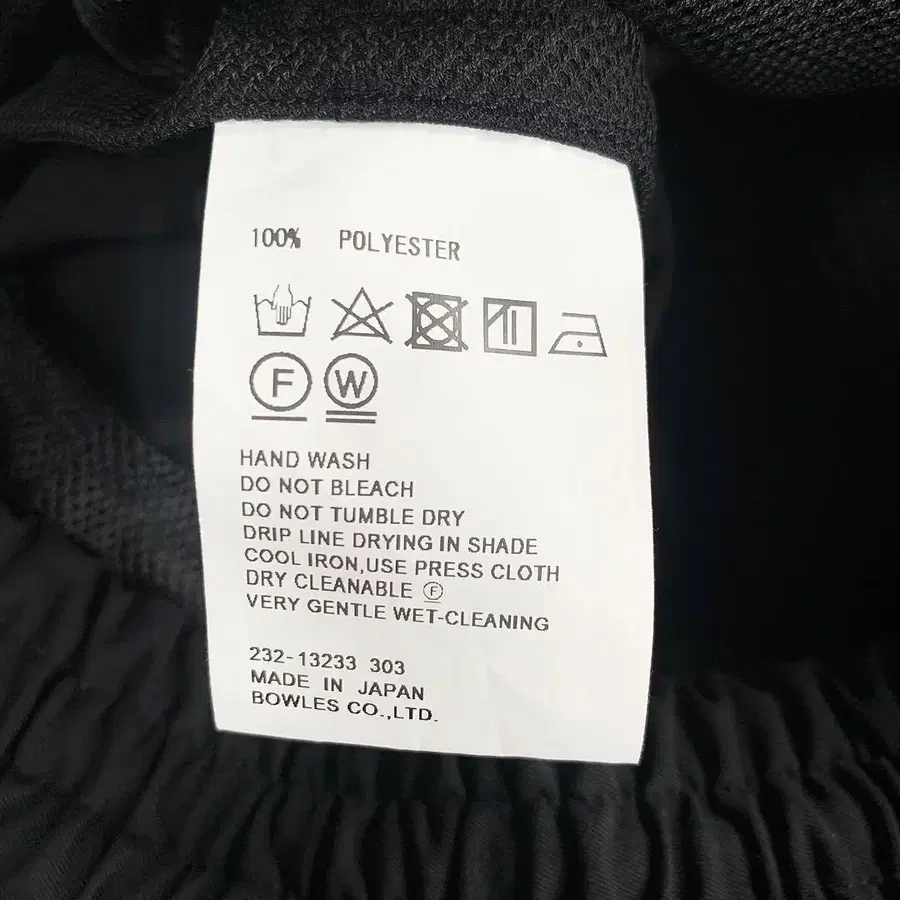 100% POLYESTER
F W
HAND WASH
DO NOT BLEACH
DO NOT TUMBLE DRY
DRIP LINE DRYING IN SHADE
COOL IRON,USE PRESS CLOTH
DRY CLEANABLE Ⓕ
VERY GENTLE WET-CLEANING
232-13233 303
MADE IN JAPAN
BOWLES CO.,LTD.